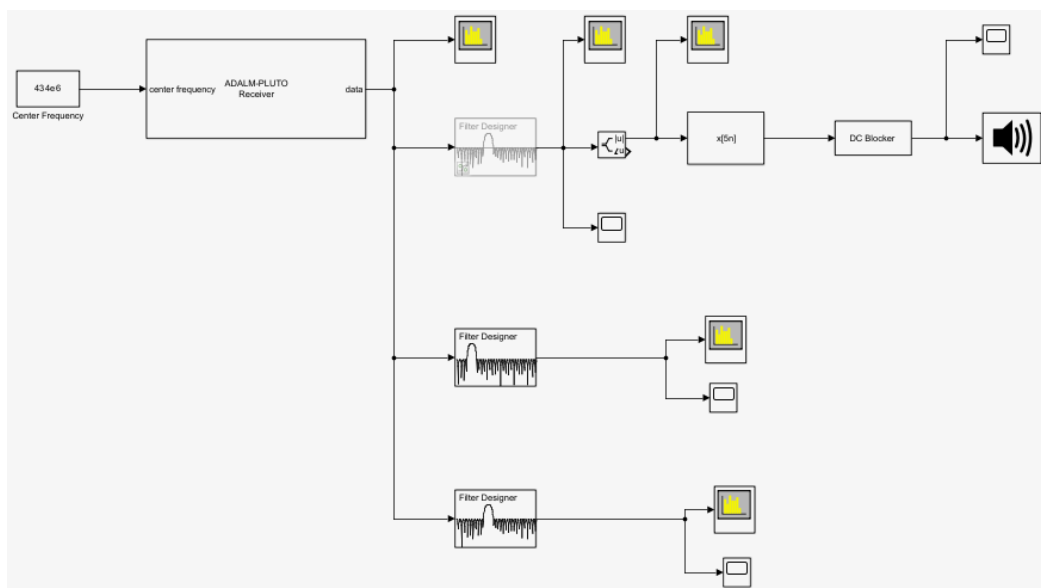 434e6
Center Frequency
center frequency
ADALM-PLUTO
Receiver
data
Filter Designer
|u|
∠u
x[5n]
DC Blocker
Filter Designer
Filter Designer